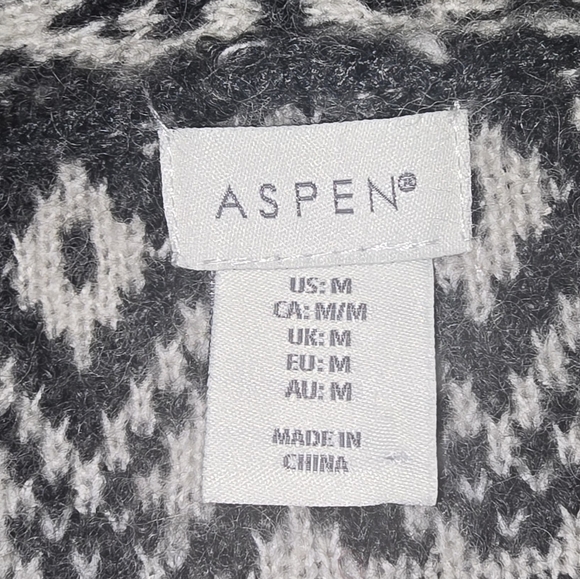 ASPEN®
US: M
CA: M/M
UK: M
EU: M
AU: M
MADE IN
CHINA